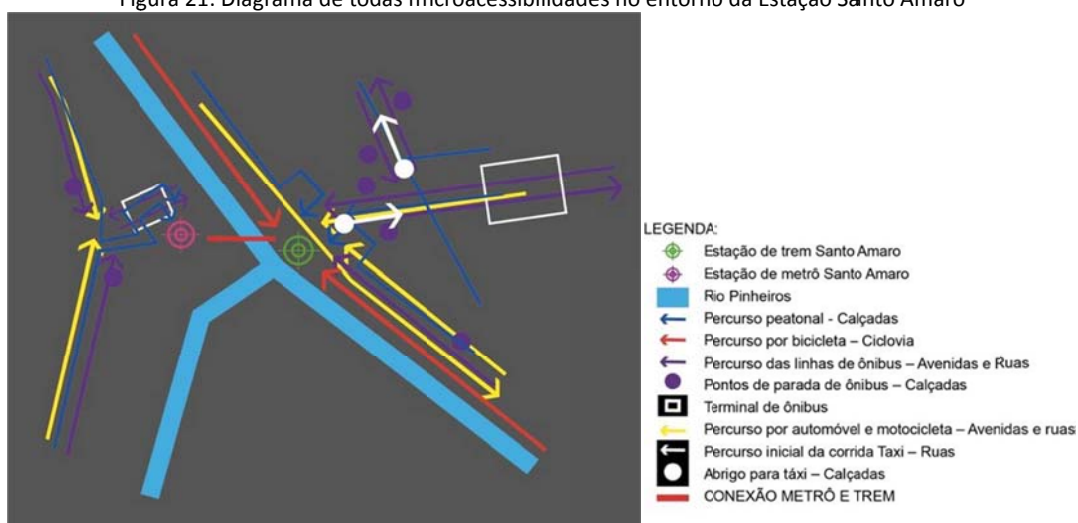 Figura 21: Diagrama de todas microacessibilidades no entorno da Estação Santo Amaro
LEGENDA:
Estação de trem Santo Amaro
Estação de metrô Santo Amaro
Rio Pinheiros
Percurso peatonal - Calçadas
Percurso por bicicleta – Ciclovia
Percurso das linhas de ônibus – Avenidas e Ruas
Pontos de parada de ônibus – Calçadas
Terminal de ônibus
Percurso por automóvel e motocicleta – Avenidas e ruas
Percurso inicial da corrida Taxi – Ruas
Abrigo para táxi – Calçadas
CONEXÃO METRÔ E TREM